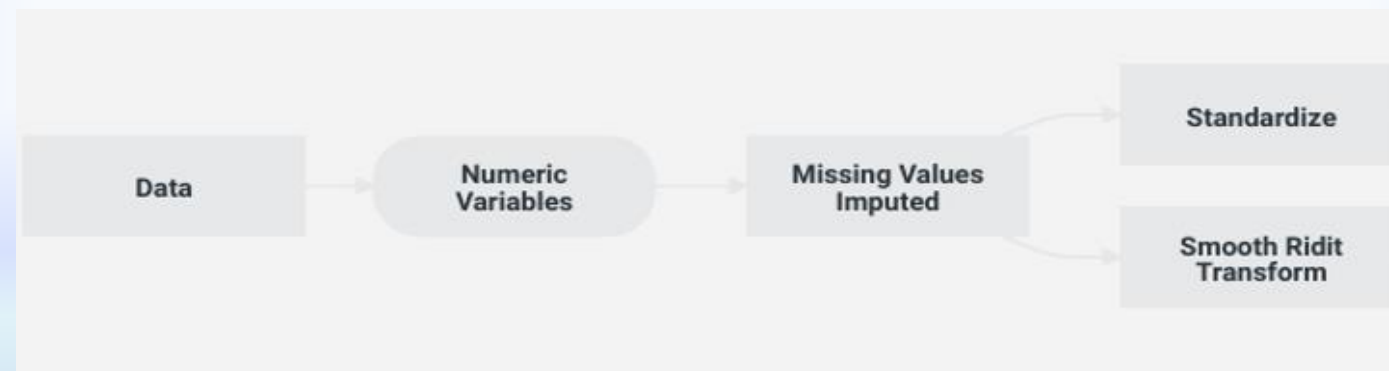 Data
Numeric
Variables
Missing Values
Imputed
Standardize
Smooth Ridit
Transform